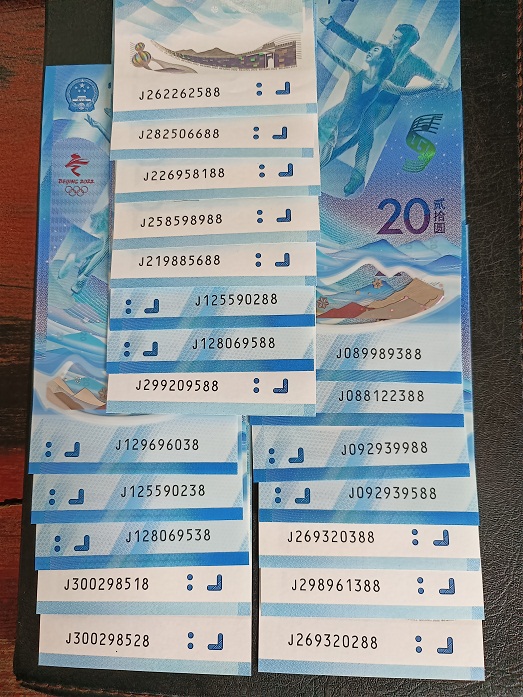 J262262588
J282506688
J226958188
J258598988
J219885688
J125590288
J128069588
J299209588
BEIJING 2022
J129696038
J125590238
J128069538
J300298518
J300298528
20
贰拾圆
J089989388
J088122388
J092939988
J092939588
J269320388
J298961388
J269320288